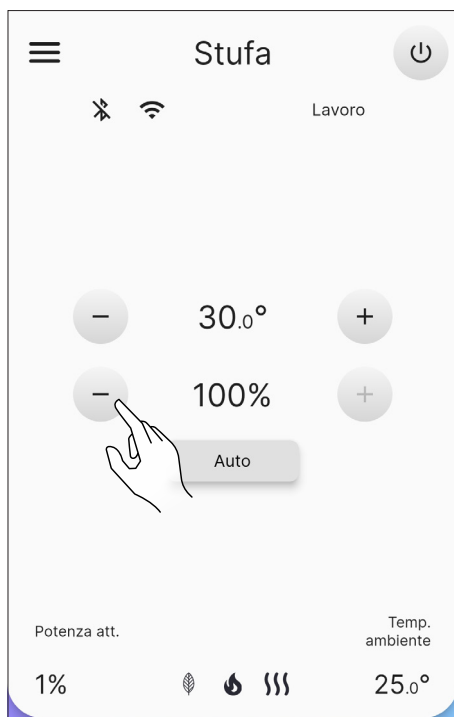 Stufa
Lavoro
− 30.0° +
− 100% +
Auto
Potenza att.
Temp.
ambiente
1%
25.0°